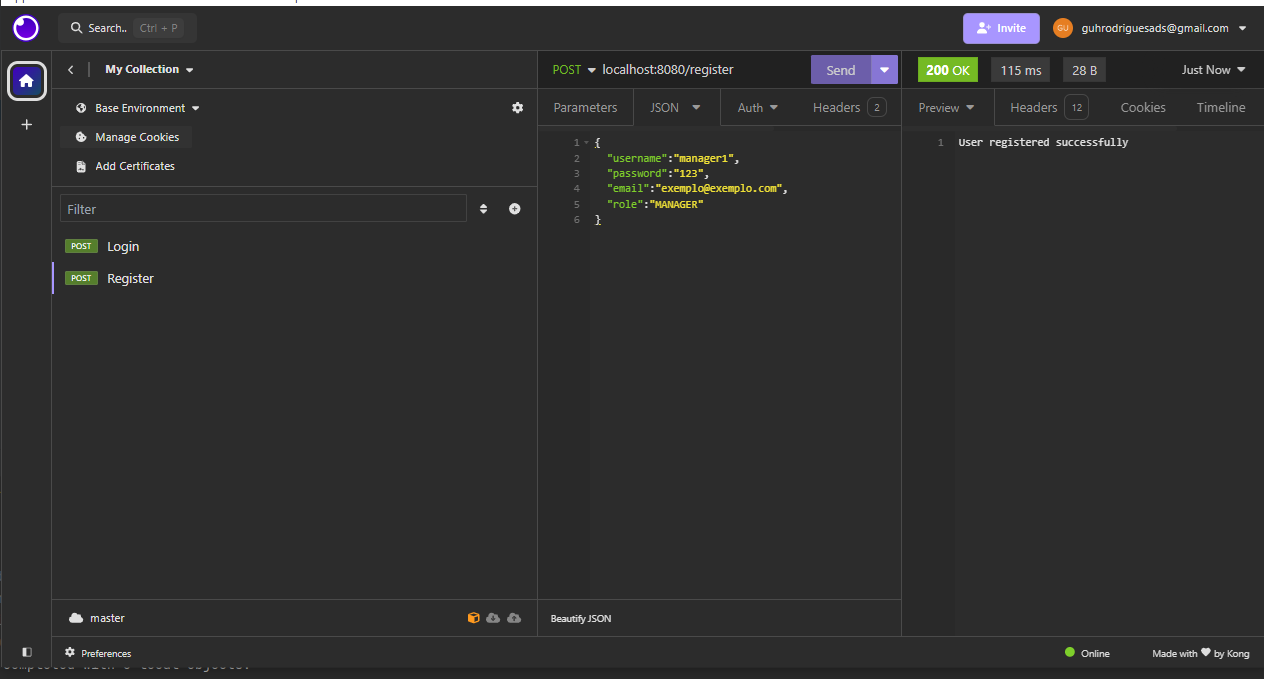 Search.. Ctrl + P
Invite
GU guhrodriguesads@gmail.com
My Collection
POST localhost:8080/register
Send
200 OK 115 ms 28 B
Just Now
Base Environment
Parameters JSON Auth Headers 2
Preview Headers 12 Cookies Timeline
Manage Cookies
Add Certificates
Filter
POST Login
POST Register
1 {
2 "username":"manager1",
3 "password":"123",
4 "email":"exemplo@exemplo.com",
5 "role":"MANAGER"
6 }
1 User registered successfully
master
Beautify JSON
Preferences
Online
Made with ♥ by Kong